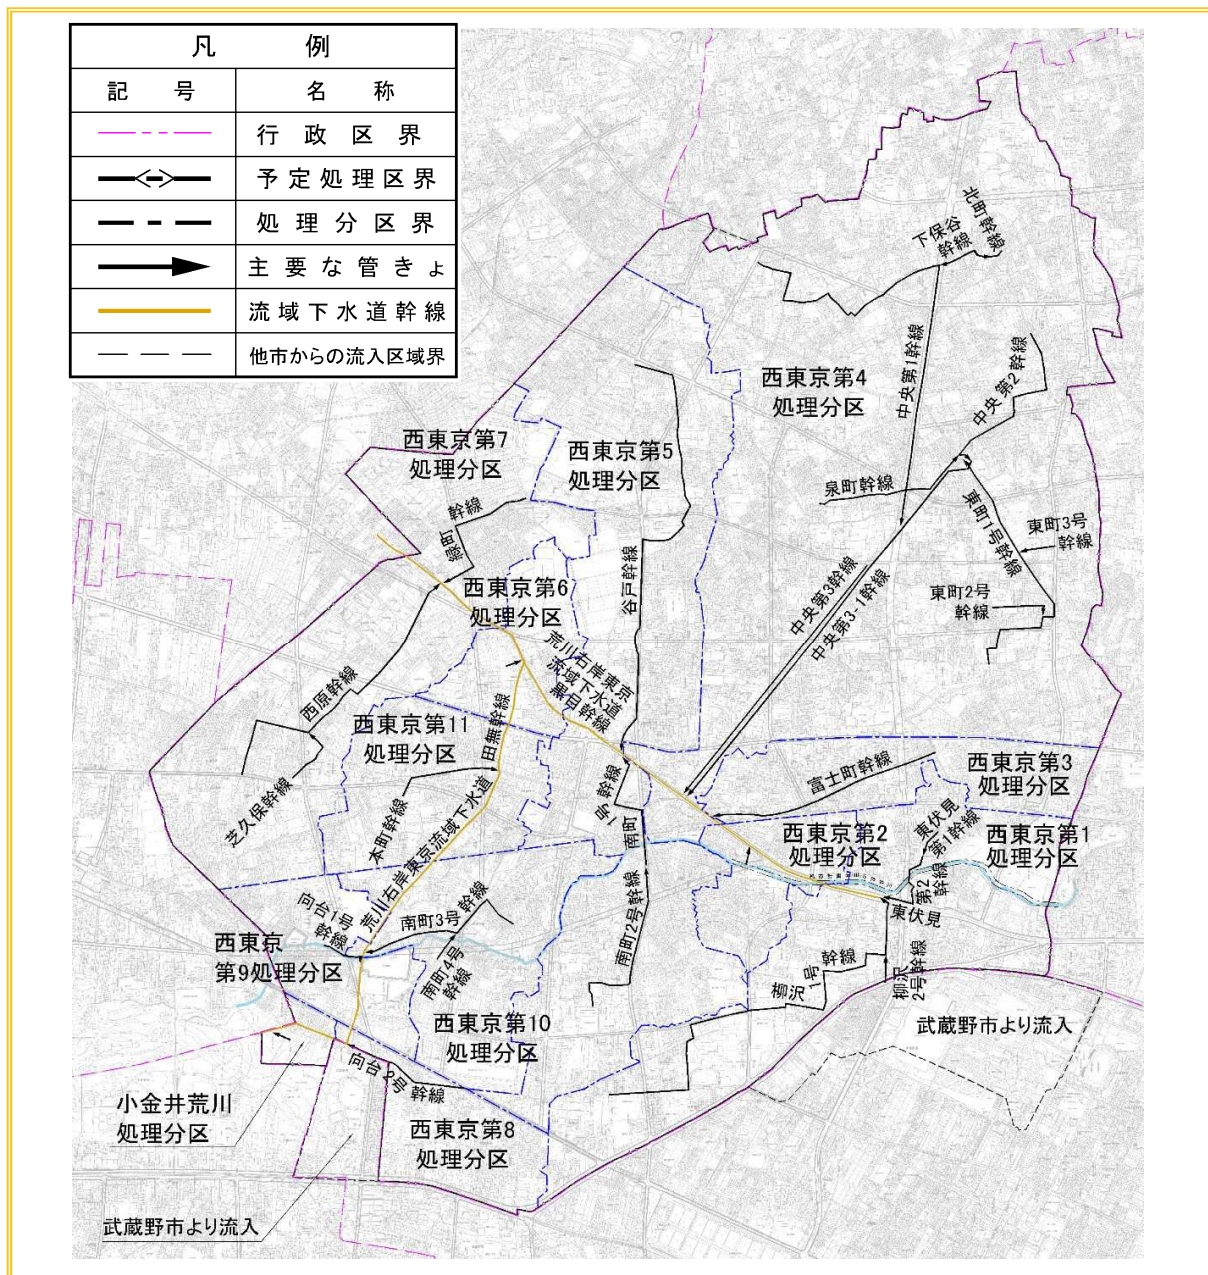 凡 例
記 号 名 称
行政区界
予定処理区界
処理分区界
主要な管きょ
流域下水道幹線
他市からの流入区域界
北町幹線
下保谷
幹線
中央第1幹線
中央第2幹線
西東京第4
処理分区
西東京第7
処理分区
西東京第5
処理分区
泉町幹線
東町1号幹線
東町3号
幹線
東町2号
幹線
緑町
幹線
谷戸幹線
中央第3幹線
中央第3-1幹線
西東京第6
処理分区
荒川右岸東京
流域下水道
黒目幹線
西原幹線
西東京第11
処理分区
田無幹線
荒川右岸東京流域下水道
芝久保幹線
本町幹線
1号幹線
南町
富士町幹線
西東京第3
処理分区
西東京第2
処理分区
東伏見
第1幹線
西東京第1
処理分区
第2
幹線
東伏見
向台1号
幹線
南町3号
幹線
南町4号
幹線
南町2号幹線
西東京
第9処理分区
柳沢
1号
幹線
柳沢
2号幹線
武蔵野市より流入
西東京第10
処理分区
向台2号
幹線
小金井荒川
処理分区
西東京第8
処理分区
武蔵野市より流入